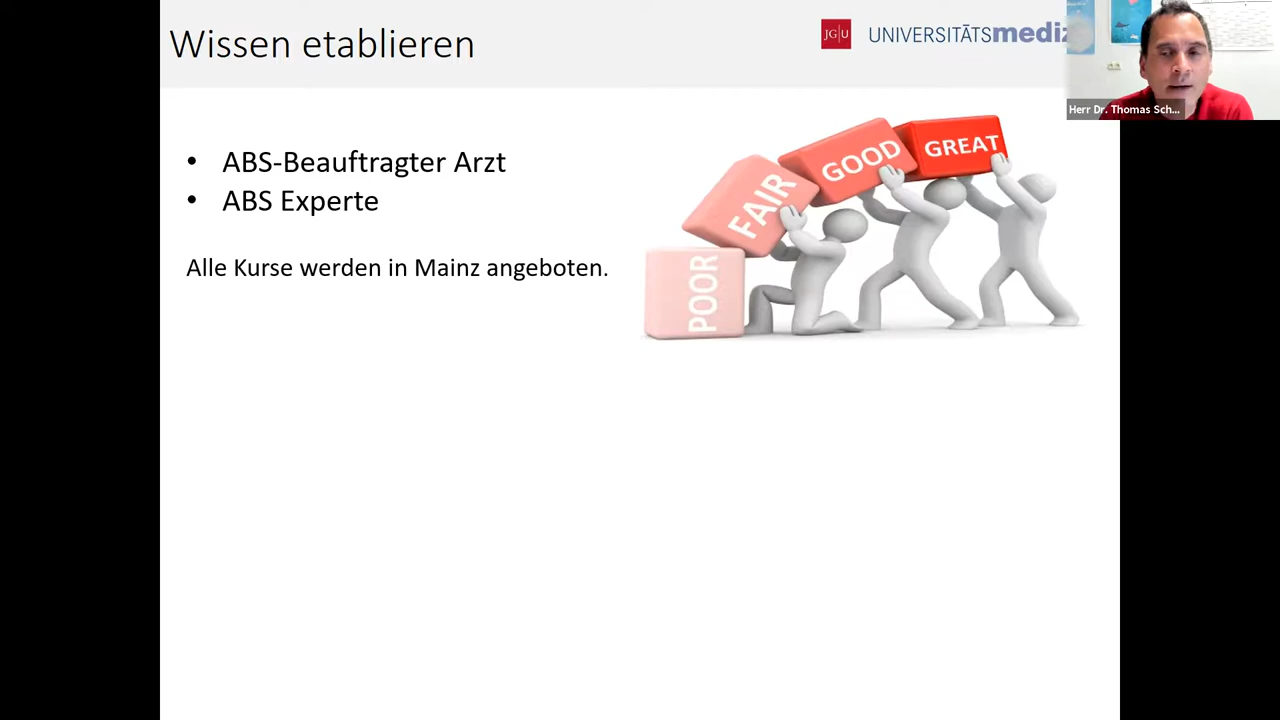 Wissen etablieren
JG|U UNIVERSITÄTSmediz
Herr Dr. Thomas Sch...
• ABS-Beauftragter Arzt
• ABS Experte
Alle Kurse werden in Mainz angeboten.
POOR
FAIR
GOOD
GREAT